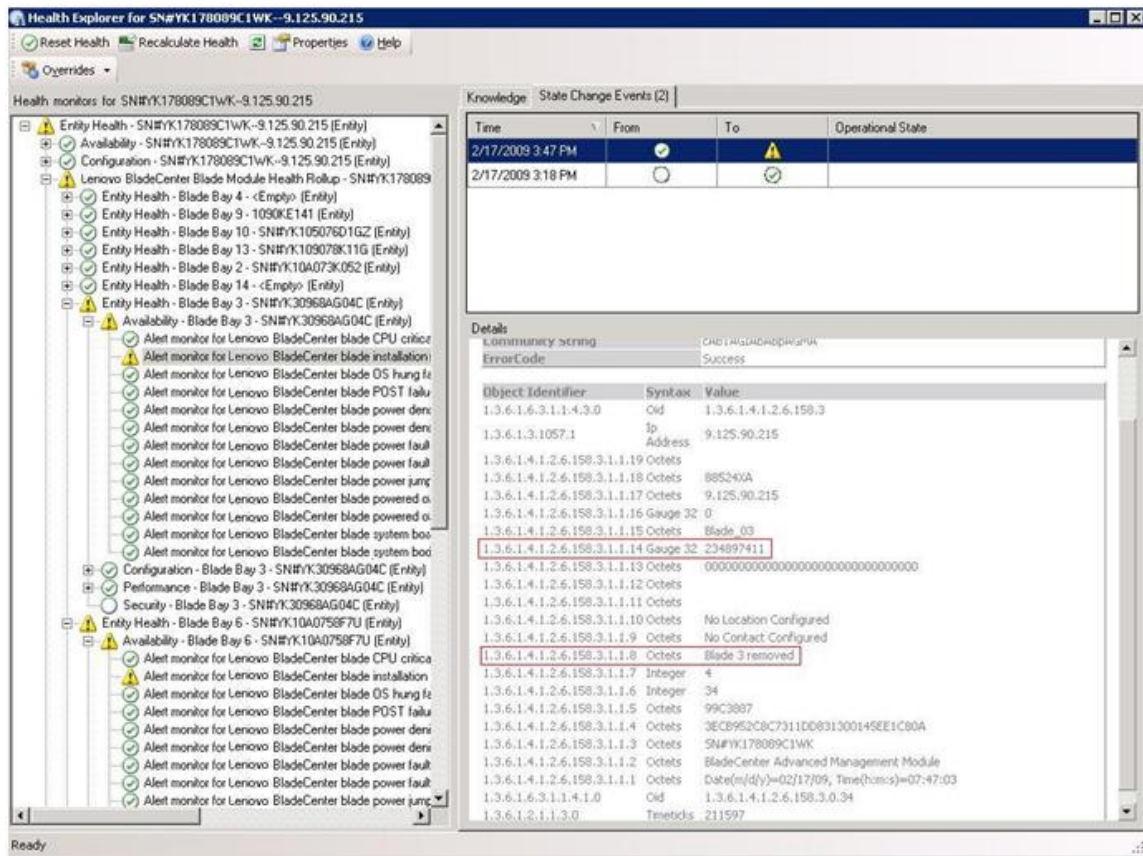 Health Explorer for SN#YK178089C1WK--9.125.90.215
Reset Health Recalculate Health Properties Help
Overrides
Health monitors for SN#YK178089C1WK--9.125.90.215
Entity Health - SN#YK178089C1WK--9.125.90.215 (Entity)
Availability - SN#YK178089C1WK--9.125.90.215 (Entity)
Configuration - SN#YK178089C1WK--9.125.90.215 (Entity)
Lenovo BladeCenter Blade Module Health Rollup - SN#YK178089
Entity Health - Blade Bay 4 - <Empty> (Entity)
Entity Health - Blade Bay 9 - 1090KE141 (Entity)
Entity Health - Blade Bay 10 - SN#YK105076D1GZ (Entity)
Entity Health - Blade Bay 13 - SN#YK109078K11G (Entity)
Entity Health - Blade Bay 2 - SN#YK10A073K052 (Entity)
Entity Health - Blade Bay 14 - <Empty> (Entity)
Entity Health - Blade Bay 3 - SN#YK30968AG04C (Entity)
Availability - Blade Bay 3 - SN#YK30968AG04C (Entity)
Alert monitor for Lenovo BladeCenter blade CPU critica
Alert monitor for Lenovo BladeCenter blade installation
Alert monitor for Lenovo BladeCenter blade OS hung fa
Alert monitor for Lenovo BladeCenter blade POST failu
Alert monitor for Lenovo BladeCenter blade power deni
Alert monitor for Lenovo BladeCenter blade power deni
Alert monitor for Lenovo BladeCenter blade power fault
Alert monitor for Lenovo BladeCenter blade power fault
Alert monitor for Lenovo BladeCenter blade power jump
Alert monitor for Lenovo BladeCenter blade powered o
Alert monitor for Lenovo BladeCenter blade powered o
Alert monitor for Lenovo BladeCenter blade system boo
Alert monitor for Lenovo BladeCenter blade system boo
Configuration - Blade Bay 3 - SN#YK30968AG04C (Entity)
Performance - Blade Bay 3 - SN#YK30968AG04C (Entity)
Security - Blade Bay 3 - SN#YK30968AG04C (Entity)
Entity Health - Blade Bay 6 - SN#YK10A0758F7U (Entity)
Availability - Blade Bay 6 - SN#YK10A0758F7U (Entity)
Alert monitor for Lenovo BladeCenter blade CPU critica
Alert monitor for Lenovo BladeCenter blade installation
Alert monitor for Lenovo BladeCenter blade OS hung fa
Alert monitor for Lenovo BladeCenter blade POST failu
Alert monitor for Lenovo BladeCenter blade power deni
Alert monitor for Lenovo BladeCenter blade power deni
Alert monitor for Lenovo BladeCenter blade power fault
Alert monitor for Lenovo BladeCenter blade power fault
Alert monitor for Lenovo BladeCenter blade power jump
Knowledge State Change Events (2)
Time From To Operational State
2/17/2009 3:47 PM
2/17/2009 3:18 PM
Details
Community String
ErrorCode Success
Object Identifier Syntax Value
1.3.6.1.6.3.1.1.4.3.0 Oid 1.3.6.1.4.1.2.6.158.3
1.3.6.1.3.1057.1 Ip Address 9.125.90.215
1.3.6.1.4.1.2.6.158.3.1.1.19 Octets
1.3.6.1.4.1.2.6.158.3.1.1.18 Octets 88524XA
1.3.6.1.4.1.2.6.158.3.1.1.17 Octets 9.125.90.215
1.3.6.1.4.1.2.6.158.3.1.1.16 Gauge 32 0
1.3.6.1.4.1.2.6.158.3.1.1.15 Octets Blade_03
1.3.6.1.4.1.2.6.158.3.1.1.14 Gauge 32 234897411
1.3.6.1.4.1.2.6.158.3.1.1.13 Octets 00000000000000000000000000000000
1.3.6.1.4.1.2.6.158.3.1.1.12 Octets
1.3.6.1.4.1.2.6.158.3.1.1.11 Octets
1.3.6.1.4.1.2.6.158.3.1.1.10 Octets No Location Configured
1.3.6.1.4.1.2.6.158.3.1.1.9 Octets No Contact Configured
1.3.6.1.4.1.2.6.158.3.1.1.8 Octets Blade 3 removed
1.3.6.1.4.1.2.6.158.3.1.1.7 Integer 4
1.3.6.1.4.1.2.6.158.3.1.1.6 Integer 34
1.3.6.1.4.1.2.6.158.3.1.1.5 Octets 99C3887
1.3.6.1.4.1.2.6.158.3.1.1.4 Octets 3ECB952C8C7311DD831300145EE1C80A
1.3.6.1.4.1.2.6.158.3.1.1.3 Octets SN#YK178089C1WK
1.3.6.1.4.1.2.6.158.3.1.1.2 Octets BladeCenter Advanced Management Module
1.3.6.1.4.1.2.6.158.3.1.1.1 Octets Date(m/d/y)=02/17/09, Time(h:m:s)=07:47:03
1.3.6.1.6.3.1.1.4.1.0 Oid 1.3.6.1.4.1.2.6.158.3.0.34
1.3.6.1.2.1.1.3.0 Timeticks 211597
Ready